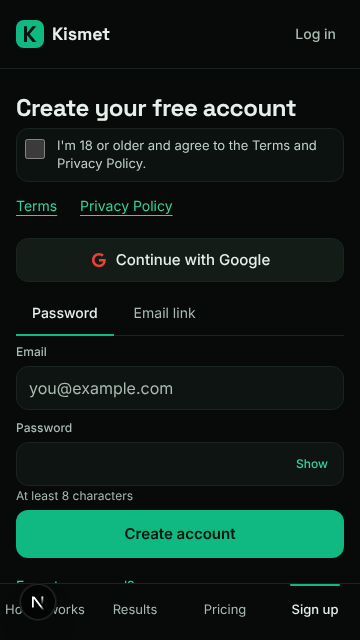 K Kismet
Log in
Create your free account
I'm 18 or older and agree to the Terms and
Privacy Policy.
Terms Privacy Policy
G Continue with Google
Password Email link
Email
you@example.com
Password
Show
At least 8 characters
Create account
N
works Results Pricing Sign up